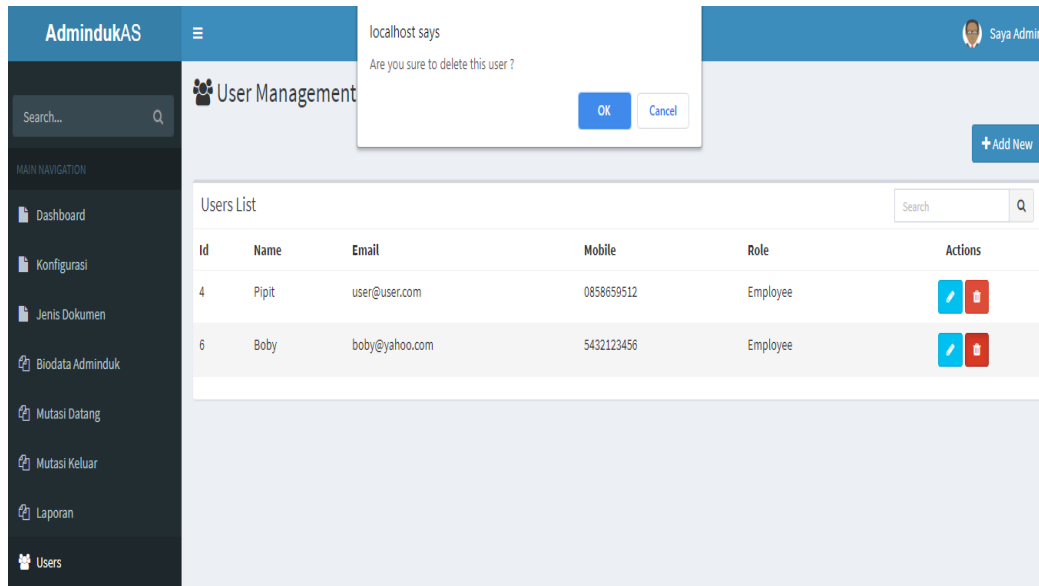 AdmindukAS
Saya Admin
localhost says
Are you sure to delete this user ?
OK
Cancel
User Management
Add New
Search...
MAIN NAVIGATION
Dashboard
Konfigurasi
Jenis Dokumen
Biodata Adminduk
Mutasi Datang
Mutasi Keluar
Laporan
Users
Users List
Search
Id Name Email Mobile Role Actions
4 Pipit user@user.com 0858659512 Employee
6 Boby boby@yahoo.com 5432123456 Employee